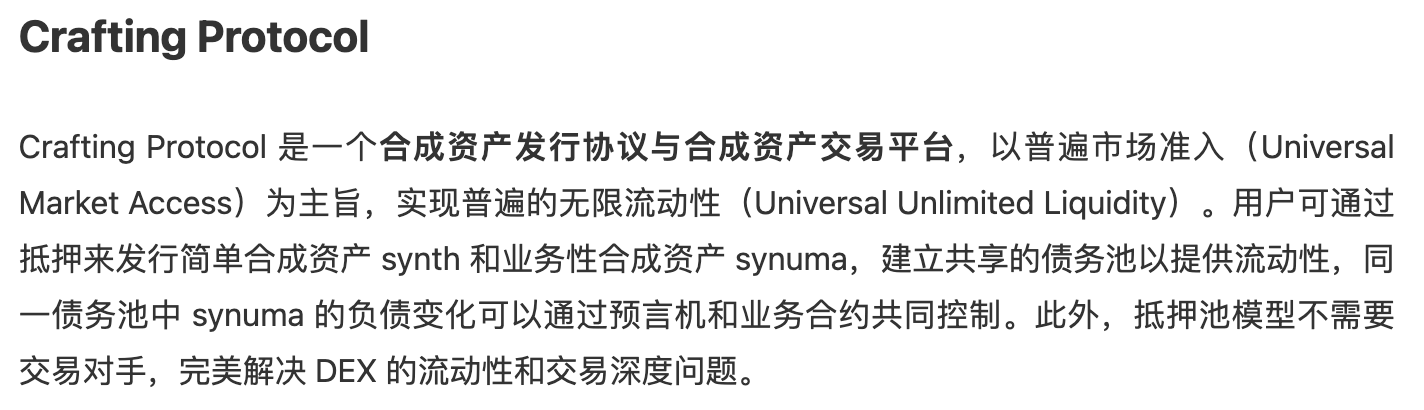 Crafting Protocol
Crafting Protocol 是一个合成资产发行协议与合成资产交易平台，以普遍市场准入（Universal
Market Access）为主旨，实现普遍的无限流动性（Universal Unlimited Liquidity）。用户可通过
抵押来发行简单合成资产 synth 和业务性合成资产 synuma，建立共享的债务池以提供流动性，同
一债务池中 synuma 的负债变化可以通过预言机和业务合约共同控制。此外，抵押池模型不需要
交易对手，完美解决 DEX 的流动性和交易深度问题。